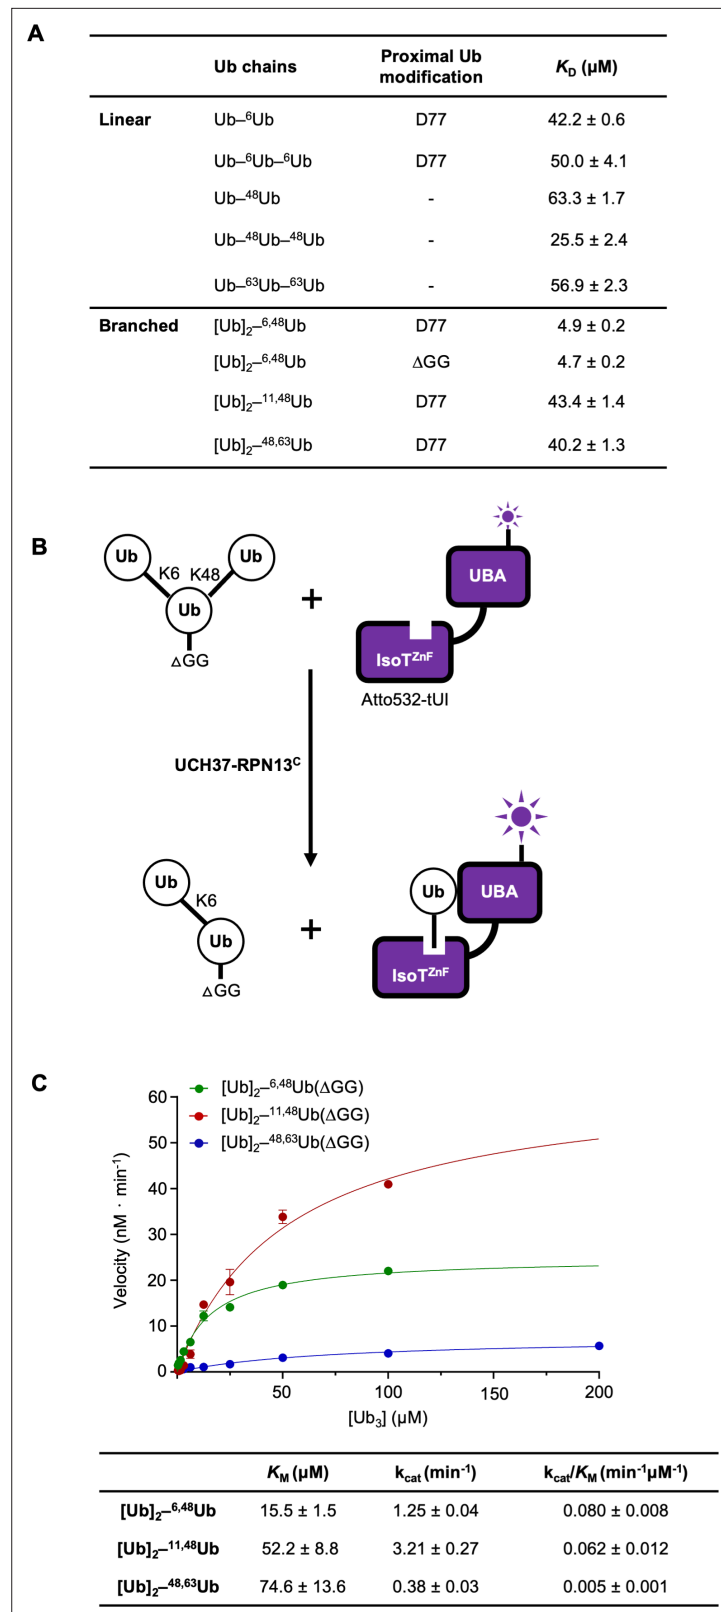 A
Ub chains Proximal Ub modification K_D (µM)
Linear Ub–⁶Ub D77 42.2 ± 0.6
Ub–⁶Ub–⁶Ub D77 50.0 ± 4.1
Ub–⁴⁸Ub - 63.3 ± 1.7
Ub–⁴⁸Ub–⁴⁸Ub - 25.5 ± 2.4
Ub–⁶³Ub–⁶³Ub - 56.9 ± 2.3
Branched [Ub]₂–⁶,⁴⁸Ub D77 4.9 ± 0.2
[Ub]₂–⁶,⁴⁸Ub ΔGG 4.7 ± 0.2
[Ub]₂–¹¹,⁴⁸Ub D77 43.4 ± 1.4
[Ub]₂–⁴⁸,⁶³Ub D77 40.2 ± 1.3
B
Ub Ub
K6 K48
Ub
ΔGG
+
UBA
IsoT^ZnF
Atto532-tUI
UCH37-RPN13^C
Ub
K6
Ub
ΔGG
+
Ub UBA
IsoT^ZnF
C
[Ub]₂–⁶,⁴⁸Ub(ΔGG)
[Ub]₂–¹¹,⁴⁸Ub(ΔGG)
[Ub]₂–⁴⁸,⁶³Ub(ΔGG)
Velocity (nM · min⁻¹)
60
50
40
30
20
10
0
50 100 150 200
[Ub₃] (µM)
K_M (µM) k_cat (min⁻¹) k_cat/K_M (min⁻¹µM⁻¹)
[Ub]₂–⁶,⁴⁸Ub 15.5 ± 1.5 1.25 ± 0.04 0.080 ± 0.008
[Ub]₂–¹¹,⁴⁸Ub 52.2 ± 8.8 3.21 ± 0.27 0.062 ± 0.012
[Ub]₂–⁴⁸,⁶³Ub 74.6 ± 13.6 0.38 ± 0.03 0.005 ± 0.001